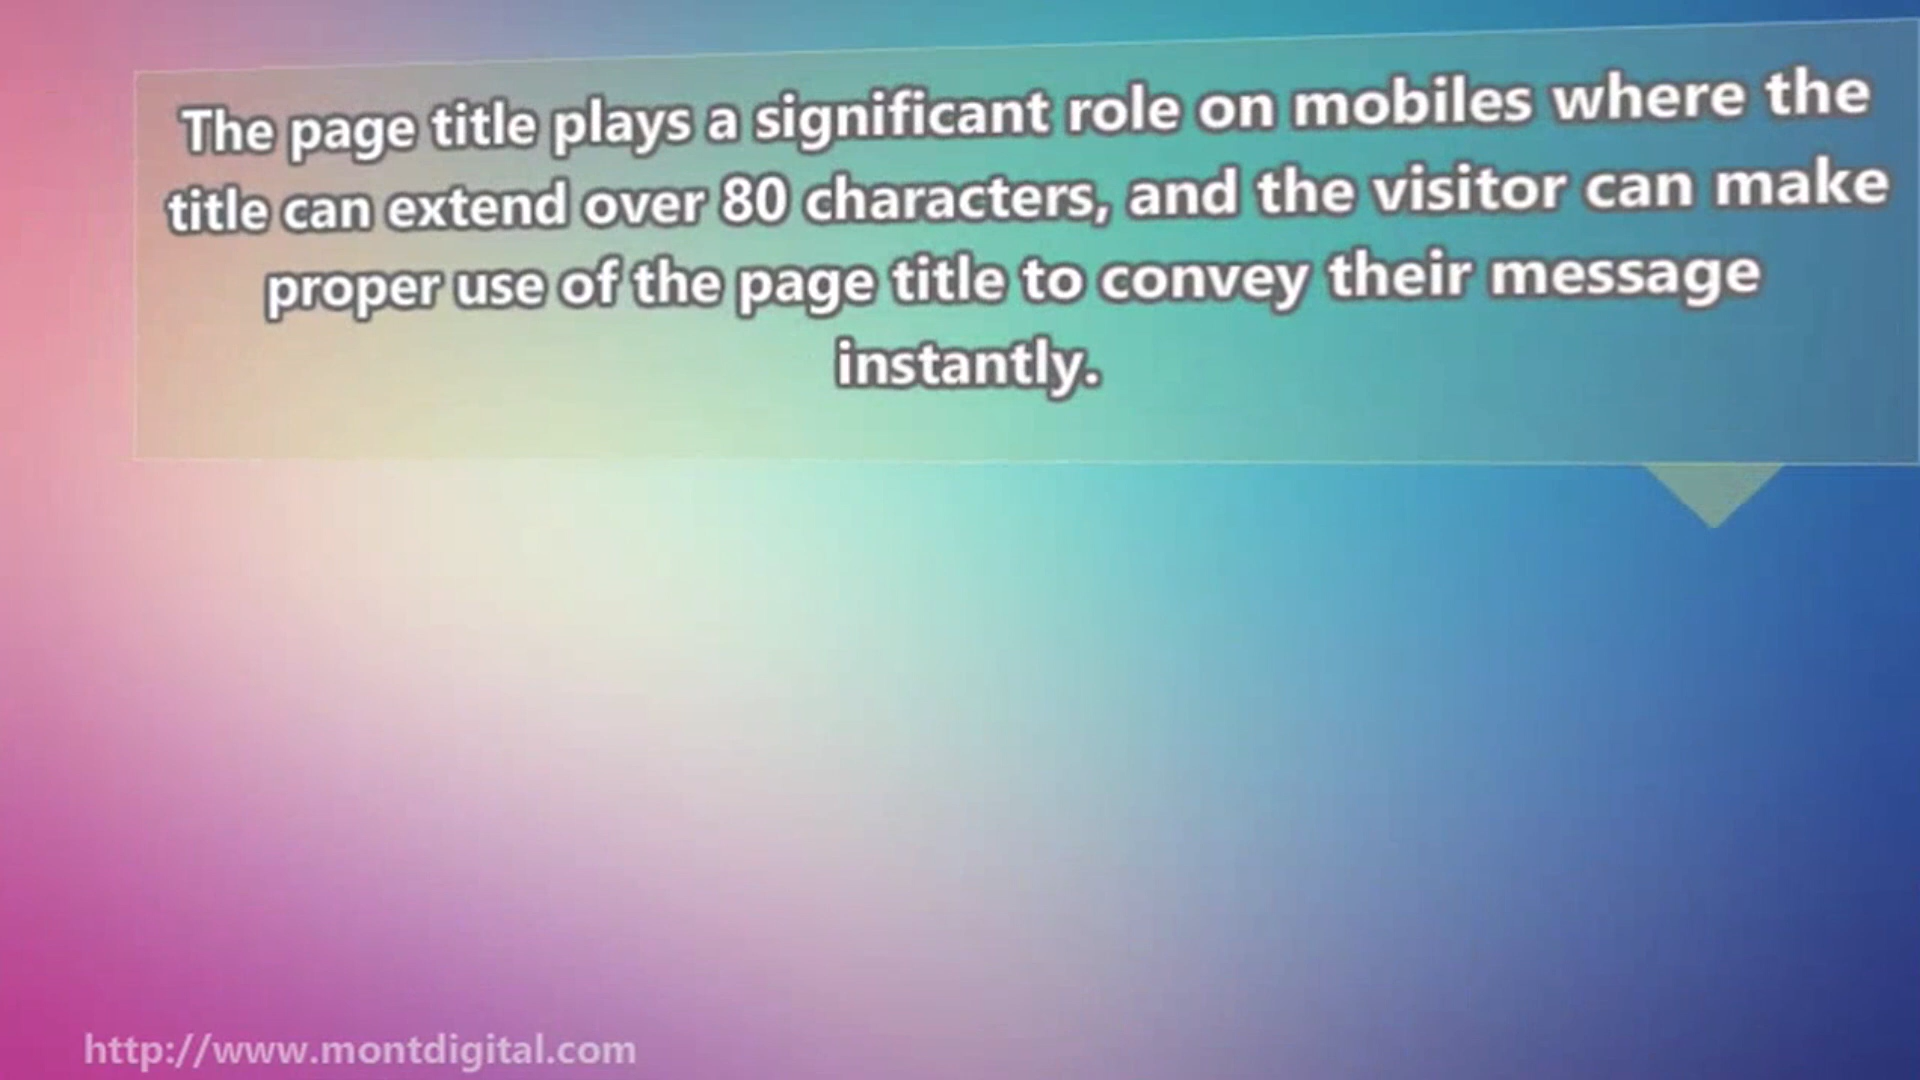 The page title plays a significant role on mobiles where the
title can extend over 80 characters, and the visitor can make
proper use of the page title to convey their message
instantly.
http://www.montdigital.com